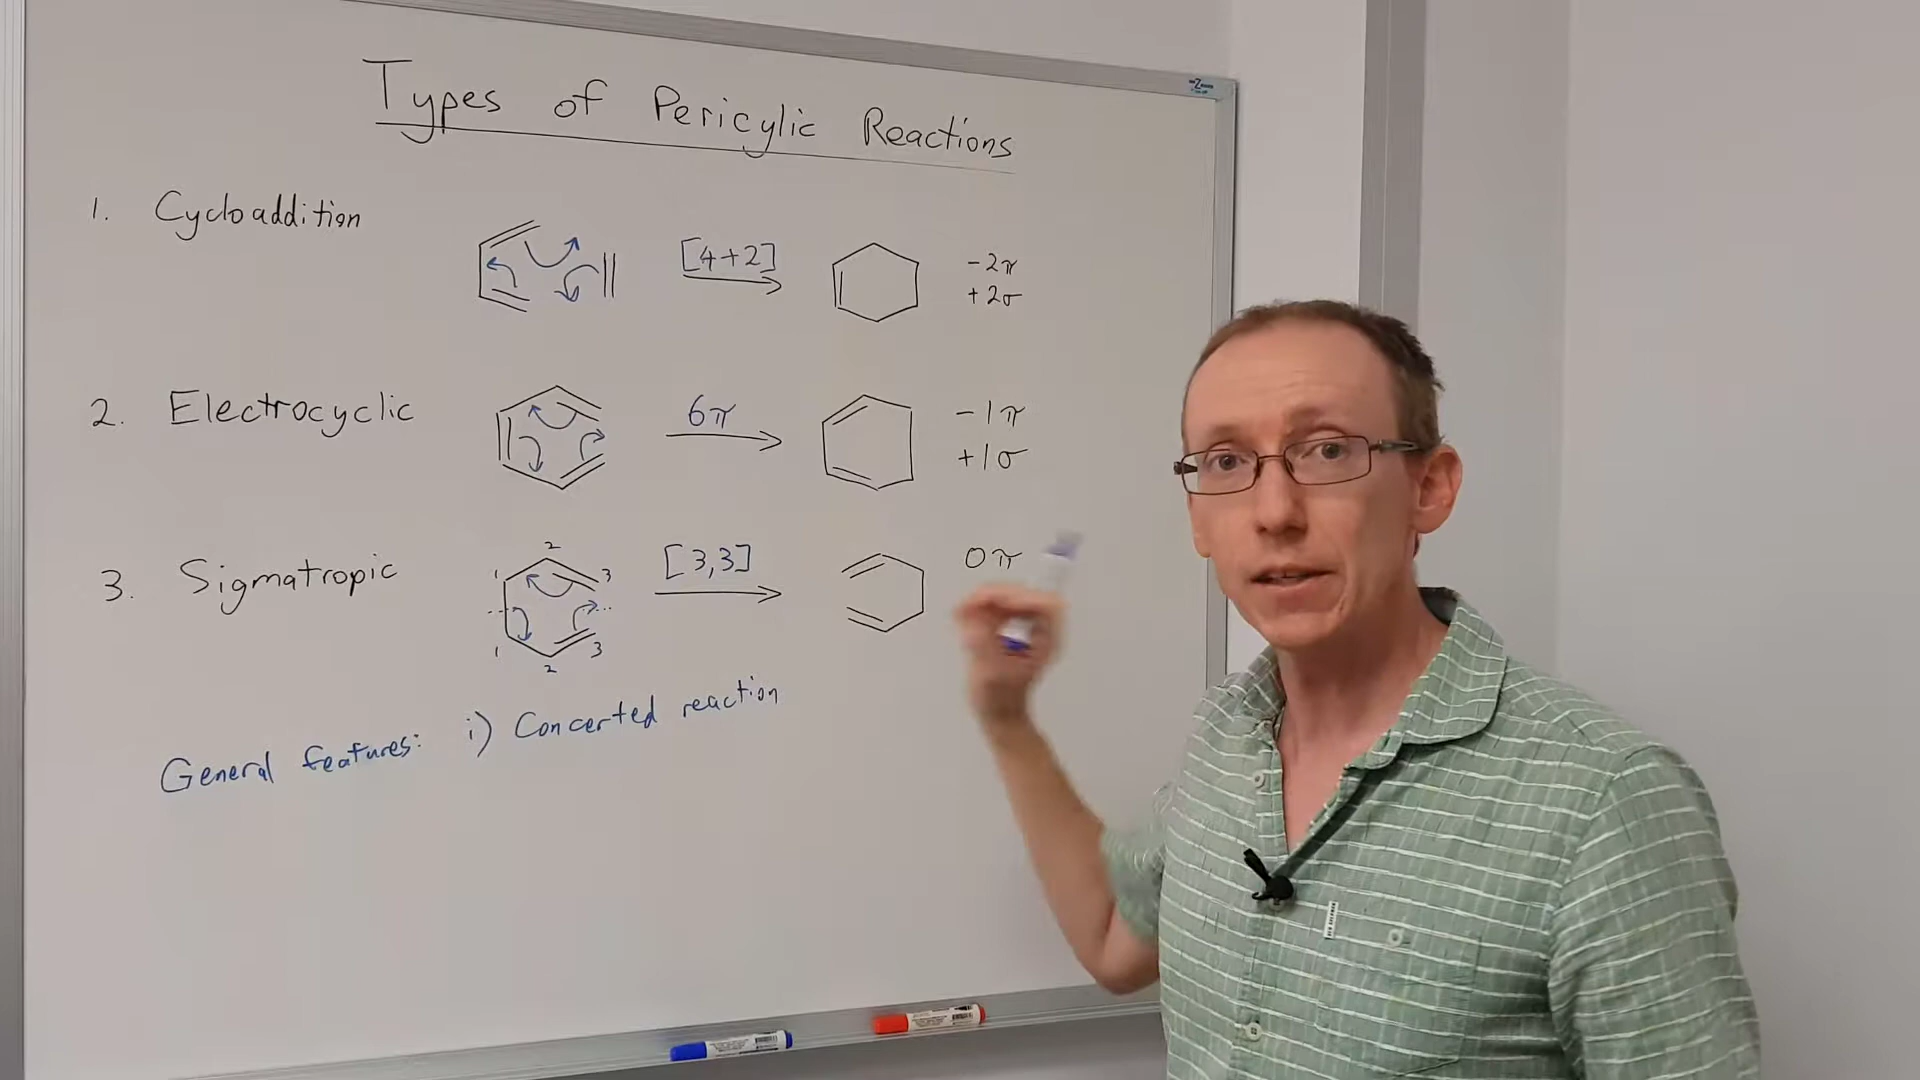 Types of Pericylic Reactions
1. Cycloaddition
[4+2]
-2π
+2σ
2. Electrocyclic
6π
-1π
+1σ
3. Sigmatropic
1 2 3
1 2 3
[3,3]
0π
General features: i) Concerted reaction